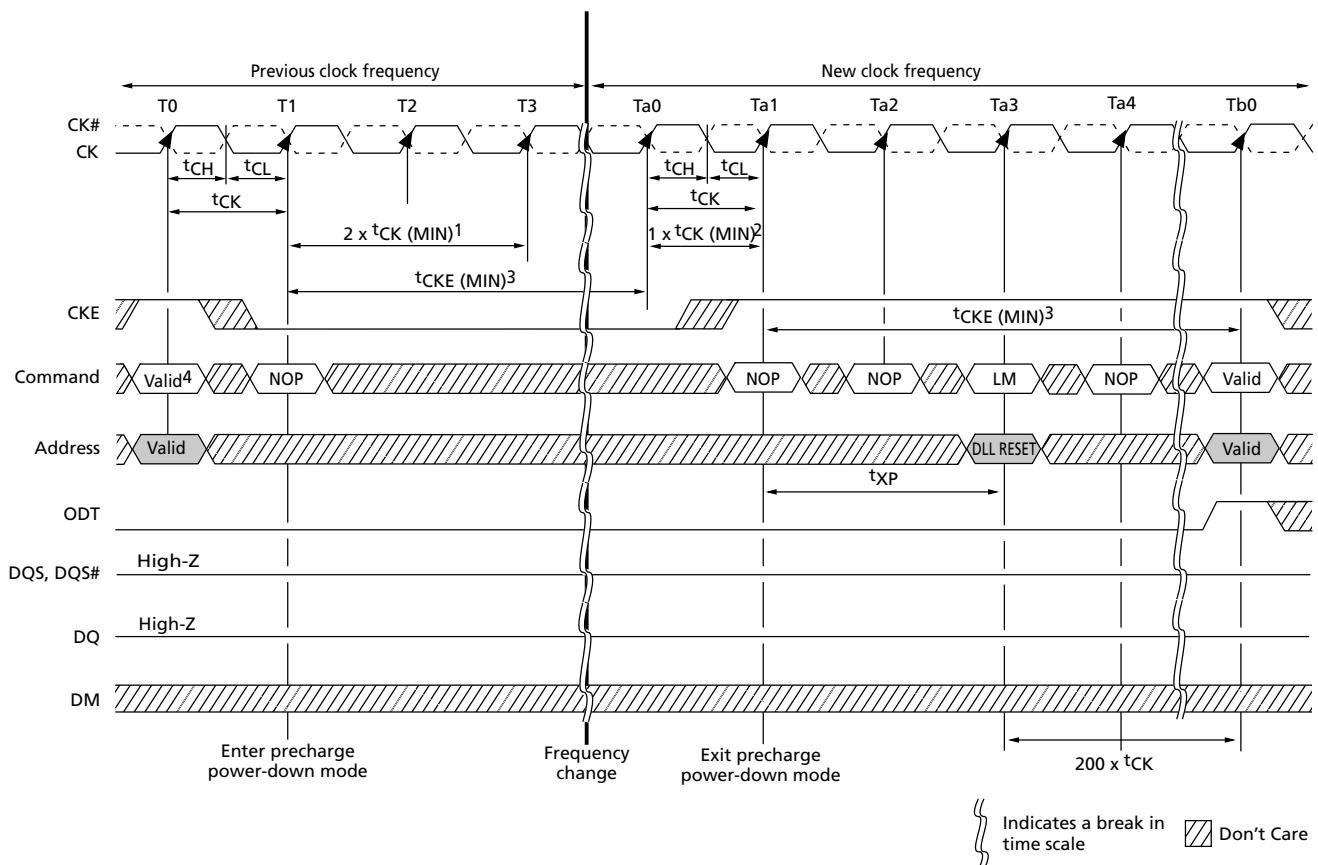 Previous clock frequency New clock frequency
T0 T1 T2 T3 Ta0 Ta1 Ta2 Ta3 Ta4 Tb0
CK#
CK
tCH tCL tCH tCL
tCK tCK
2 x tCK (MIN)1 1 x tCK (MIN)2
tCKE (MIN)3
CKE tCKE (MIN)3
Command Valid4 NOP NOP NOP LM NOP Valid
Address Valid DLL RESET Valid
tXP
ODT
DQS, DQS# High-Z
DQ High-Z
DM
Enter precharge
power-down mode
Frequency
change
Exit precharge
power-down mode
200 x tCK
Indicates a break in
time scale
Don't Care